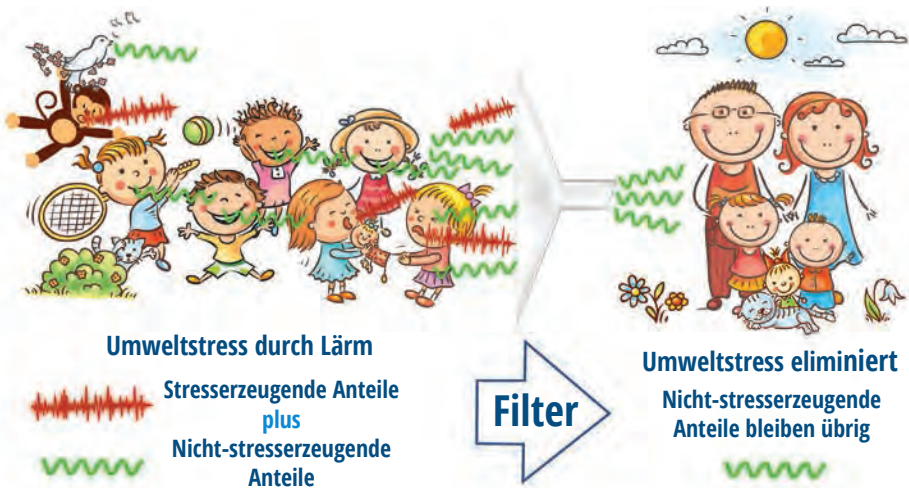 Umweltstress durch Lärm
Stresserzeugende Anteile
plus
Nicht-stresserzeugende
Anteile
Filter
Umweltstress eliminiert
Nicht-stresserzeugende
Anteile bleiben übrig